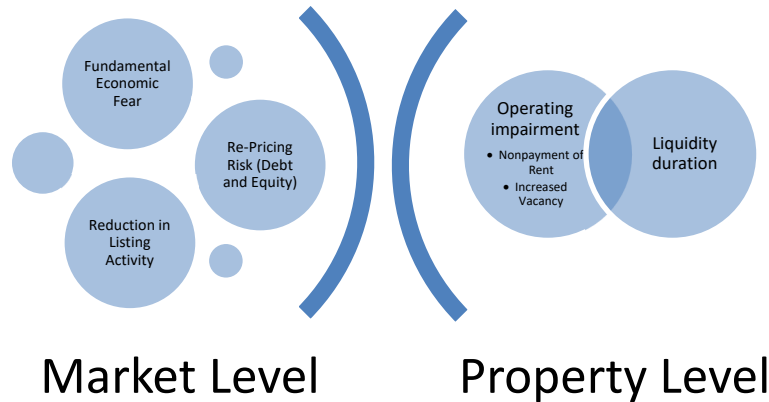 Fundamental
Economic
Fear
Re-Pricing
Risk (Debt
and Equity)
Reduction in
Listing
Activity
Operating
impairment
• Nonpayment of
Rent
• Increased
Vacancy
Liquidity
duration
Market Level
Property Level